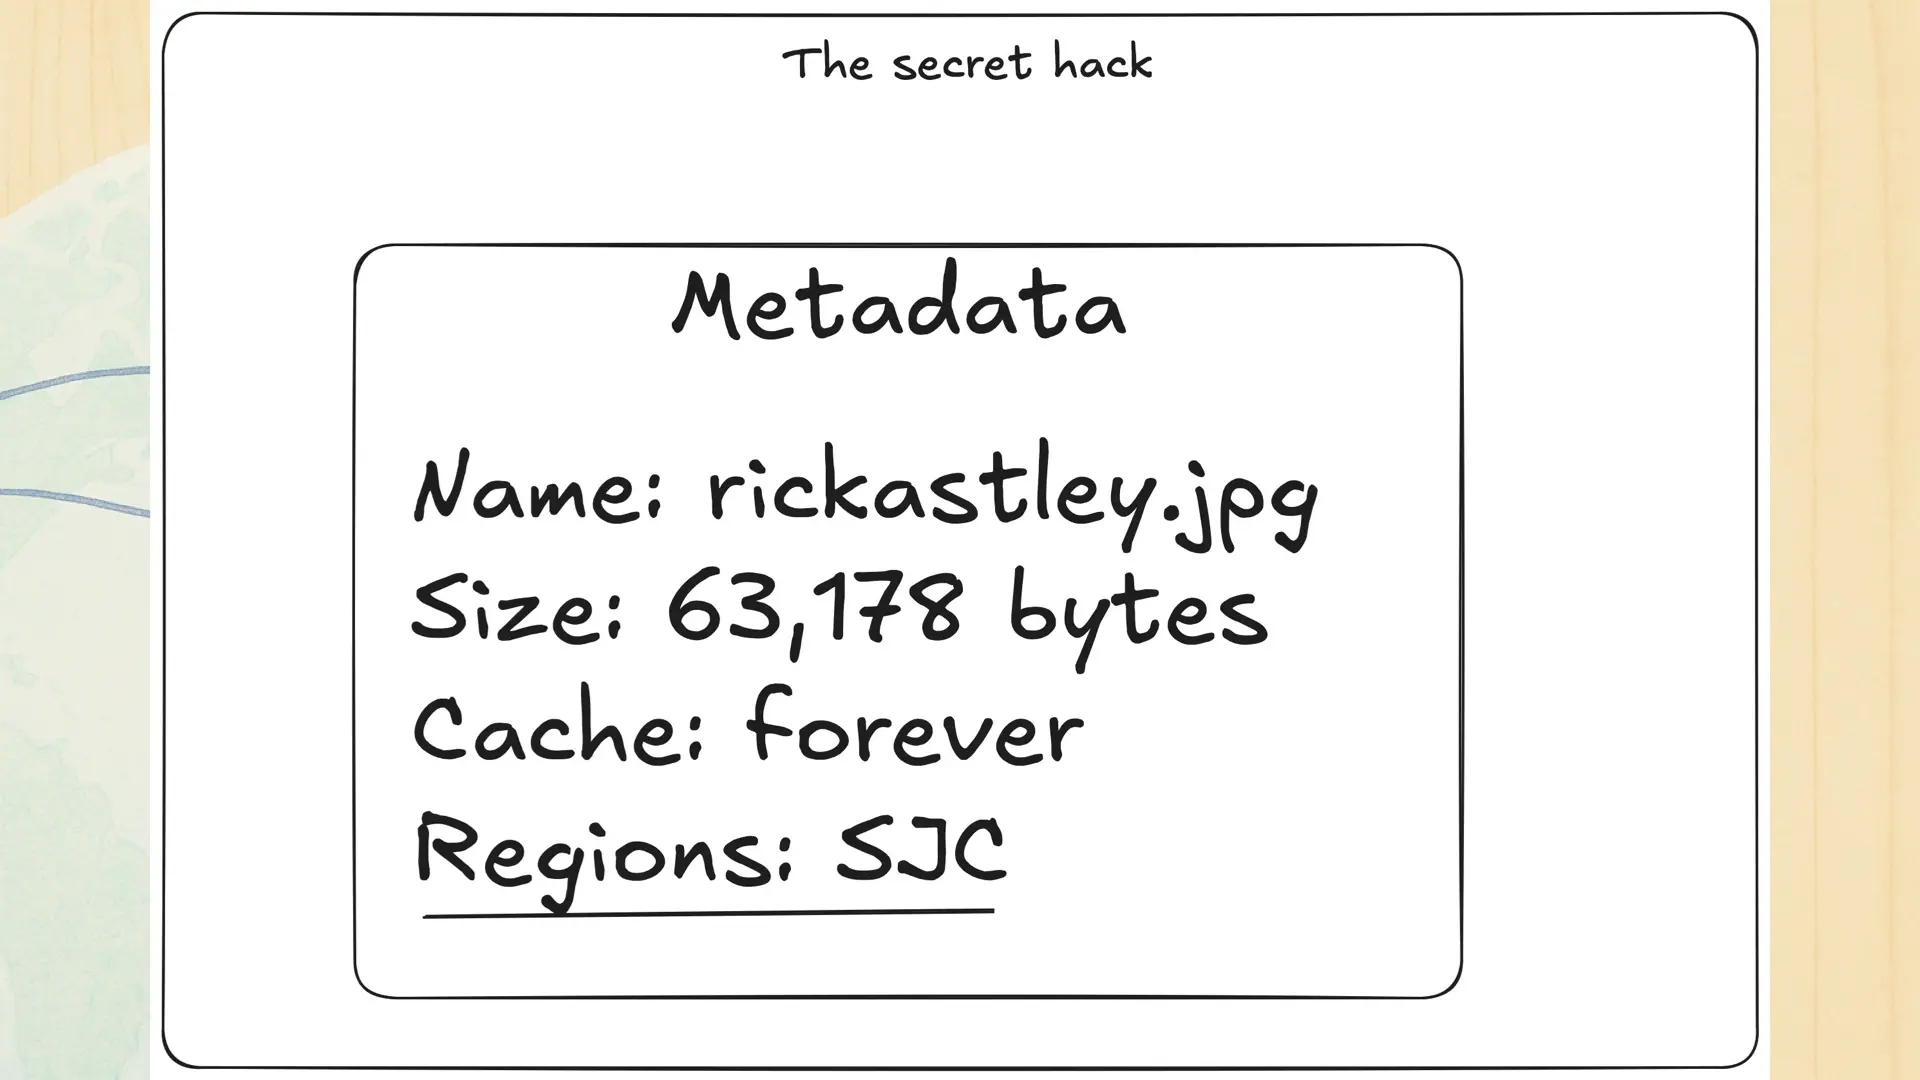 The secret hack
Metadata
Name: rickastley.jpg
Size: 63,178 bytes
Cache: forever
Regions: SJC